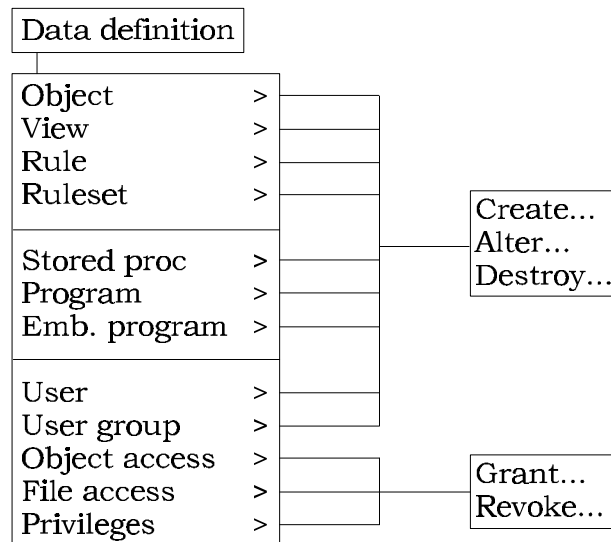 Data definition
Object >
View >
Rule >
Ruleset >
Stored proc >
Program >
Emb. program >
User >
User group >
Object access >
File access >
Privileges >
Create...
Alter...
Destroy...
Grant...
Revoke...